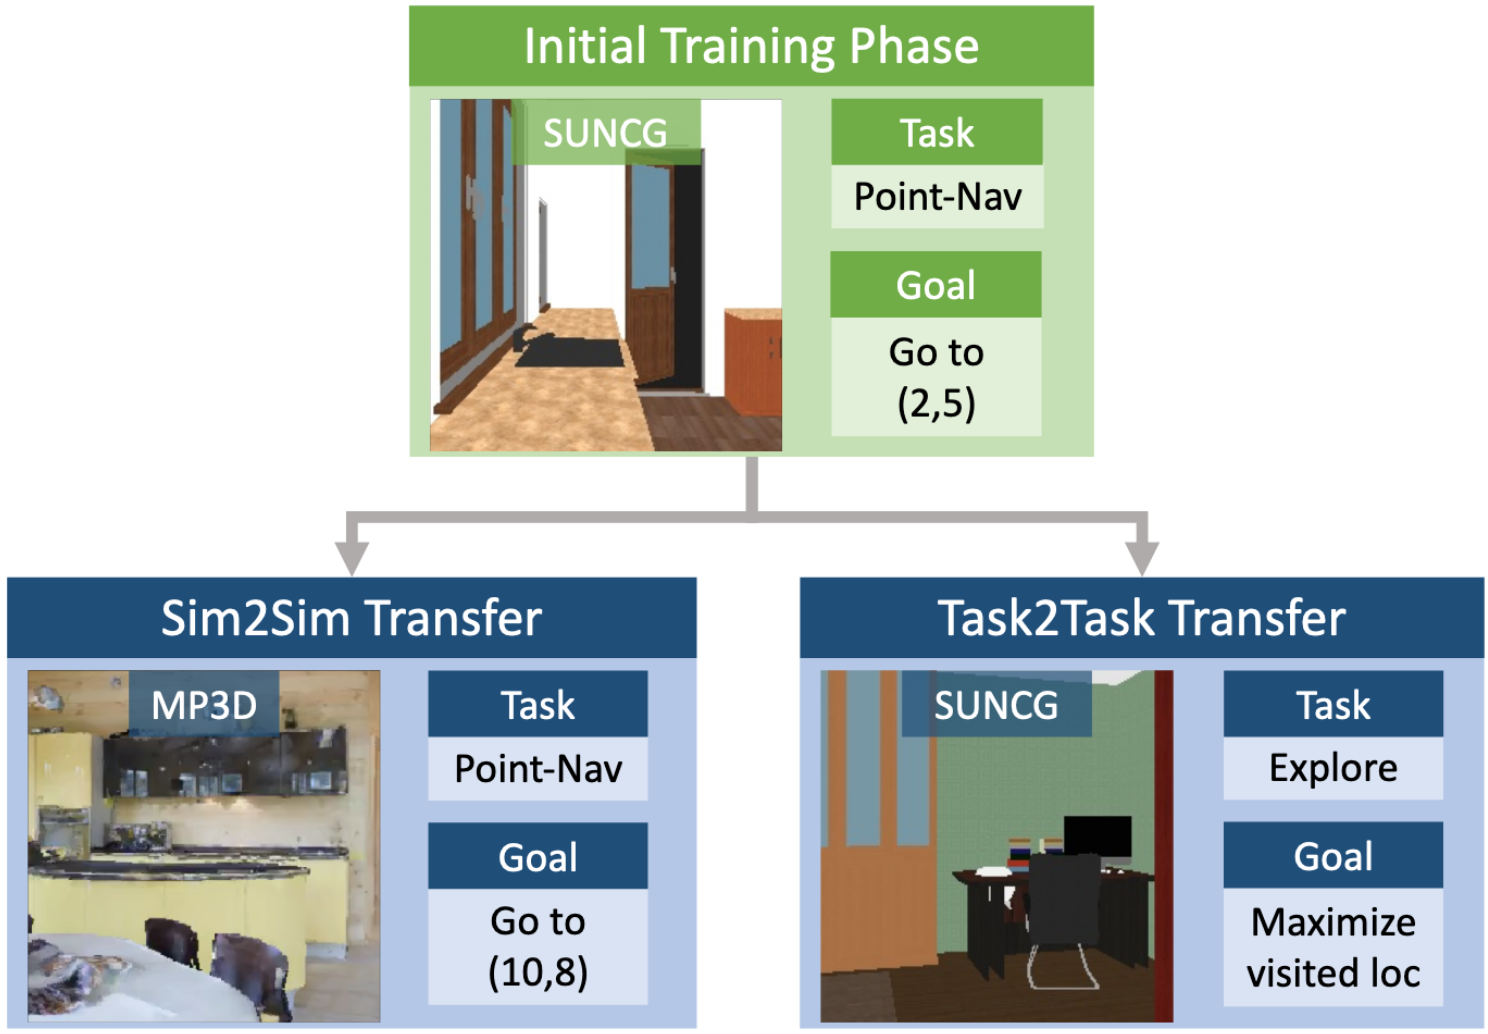 Initial Training Phase
SUNCG
Task
Point-Nav
Goal
Go to
(2,5)
Sim2Sim Transfer
MP3D
Task
Point-Nav
Goal
Go to
(10,8)
Task2Task Transfer
SUNCG
Task
Explore
Goal
Maximize
visited loc